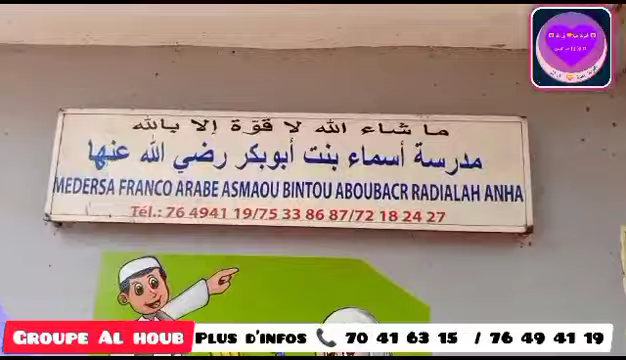 ما شاء الله لا قوّة إلا بالله
مدرسة أسماء بنت أبوبكر رضي الله عنها
MEDERSA FRANCO ARABE ASMAOU BINTOU ABOUBACR RADIALAH ANHA
Tél.: 76 4941 19/75 33 86 87/72 18 24 27
GROUPE AL HOUB PLUS D'INFOS 70 41 63 15 / 76 49 41 19